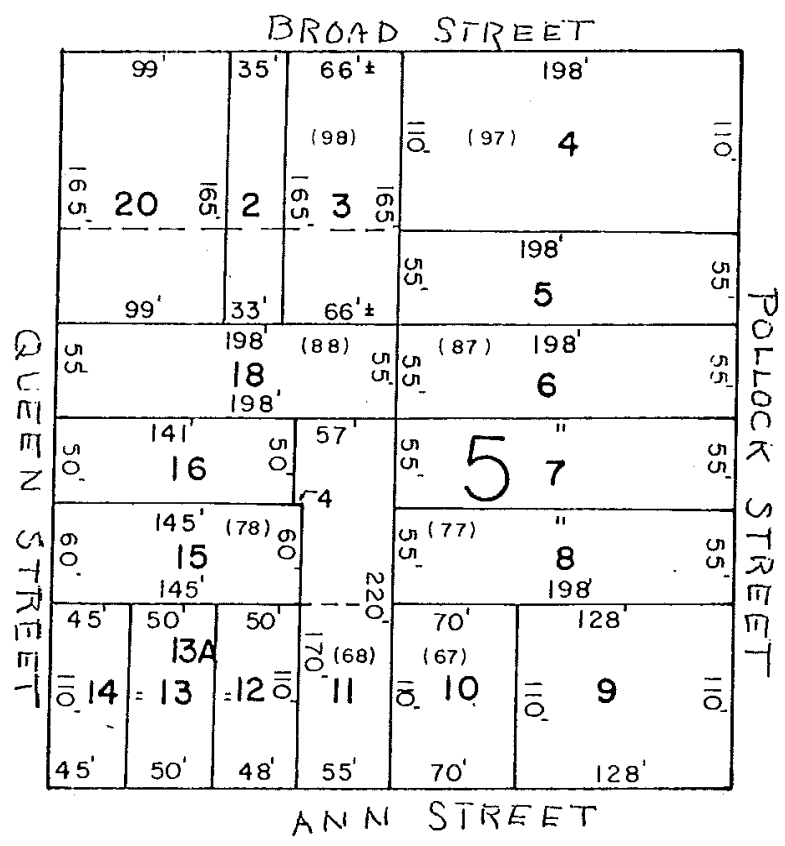 BROAD STREET
99' 35' 66'± 198'
(98) 110' (97) 4 110'
165' 20 165' 2 165' 3 165'
198'
55' 5 55'
99' 33' 66'±
198' (88) (87) 198'
55' 18 55' 55' 6 55'
198'
141' 57' "
50' 16 50' 55' 5 7 55'
4
145' (78) (77) "
60' 15 60' 55' 8 55'
145' 220' 198'
45' 50' 50' 70' 128'
13A 170' (68) (67)
110' 14 = 13 = 12 110' 11 110' 10 110' 9 110'
45' 50' 48' 55' 70' 128'
ANN STREET
QUEEN STREET
POLLOCK STREET